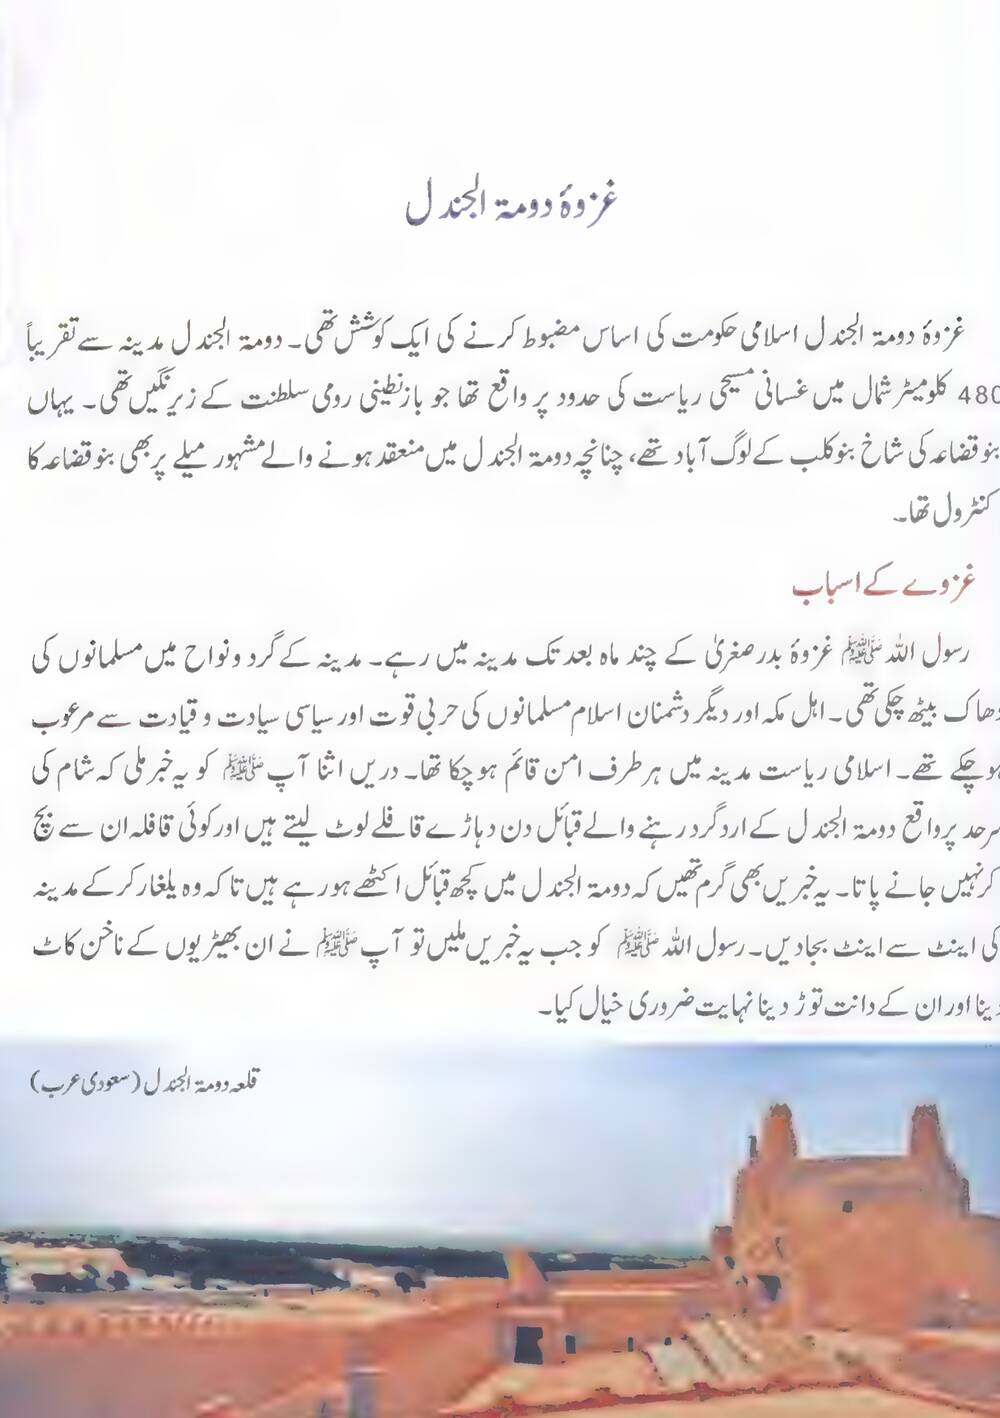 غزوۂ دومۃ الجندل
غزوۂ دومۃ الجندل اسلامی حکومت کی اساس مضبوط کرنے کی ایک کوشش تھی۔ دومۃ الجندل مدینہ سے تقریباً
480 کلومیٹر شمال میں غسانی مسیحی ریاست کی حدود پر واقع تھا جو بازنطینی رومی سلطنت کے زیر نگیں تھی۔ یہاں
بنو قضاعہ کی شاخ بنو کلب کے لوگ آباد تھے، چنانچہ دومۃ الجندل میں منعقد ہونے والے مشہور میلے پر بھی بنو قضاعہ کا
کنٹرول تھا۔
غزوے کے اسباب
رسول اللہ ﷺ غزوۂ بدر صغریٰ کے چند ماہ بعد تک مدینہ میں رہے۔ مدینہ کے گرد و نواح میں مسلمانوں کی
دھاک بیٹھ چکی تھی۔ اہل مکہ اور دیگر دشمنان اسلام مسلمانوں کی حربی قوت اور سیاسی سیادت و قیادت سے مرعوب
ہو چکے تھے۔ اسلامی ریاست مدینہ میں ہر طرف امن قائم ہو چکا تھا۔ دریں اثنا آپ ﷺ کو یہ خبر ملی کہ شام کی
سرحد پر واقع دومۃ الجندل کے ارد گرد رہنے والے قبائل دن دہاڑے قافلے لوٹ لیتے ہیں اور کوئی قافلہ ان سے بچ
کر نہیں جانے پاتا۔ یہ خبریں بھی گرم تھیں کہ دومۃ الجندل میں کچھ قبائل اکٹھے ہو رہے ہیں تا کہ وہ یلغار کر کے مدینہ
کی اینٹ سے اینٹ بجا دیں۔ رسول اللہ ﷺ کو جب یہ خبریں ملیں تو آپ ﷺ نے ان بھیڑیوں کے ناخن کاٹ
دینا اور ان کے دانت توڑ دینا نہایت ضروری خیال کیا۔
قلعہ دومۃ الجندل (سعودی عرب)